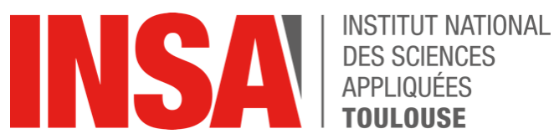 INSA
INSTITUT NATIONAL
DES SCIENCES
APPLIQUÉES
TOULOUSE